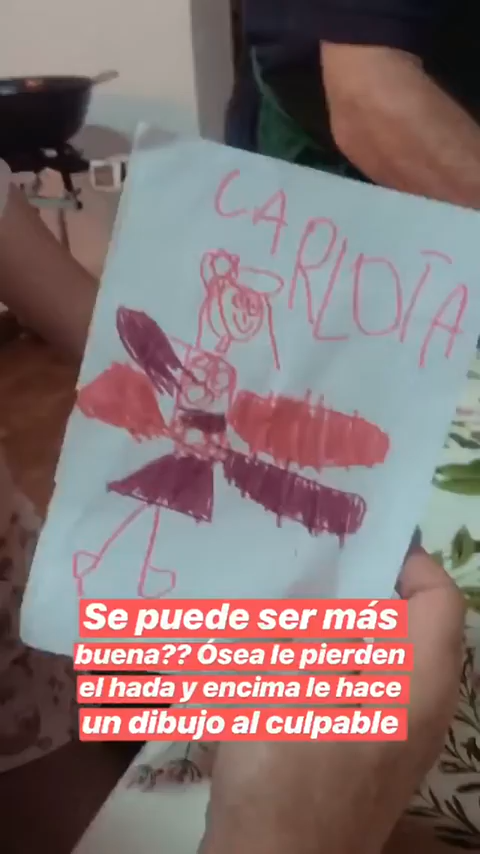 CARLOTA
Se puede ser más
buena?? Ósea le pierden
el hada y encima le hace
un dibujo al culpable